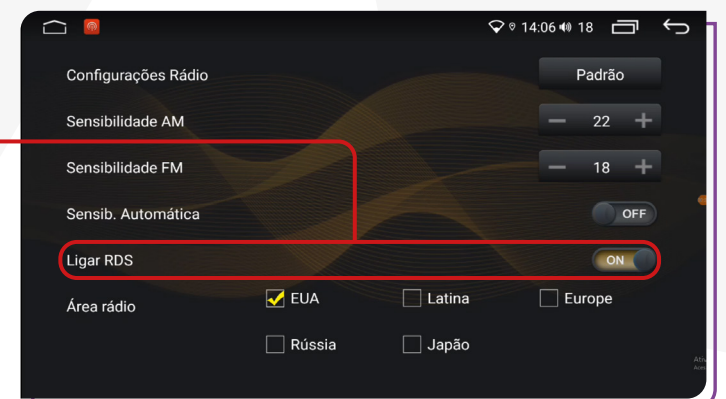 14:06 18
Configurações Rádio Padrão
Sensibilidade AM 22
Sensibilidade FM 18
Sensib. Automática OFF
Ligar RDS ON
Área rádio EUA Latina Europe
Rússia Japão